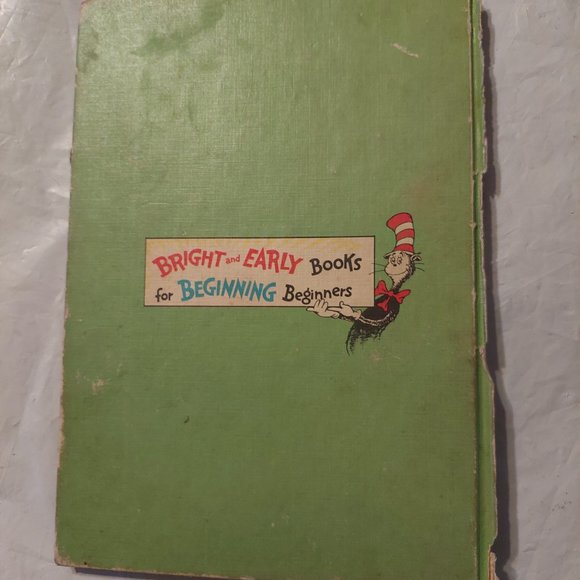 BRIGHT and EARLY BOOKS
for BEGINNING Beginners